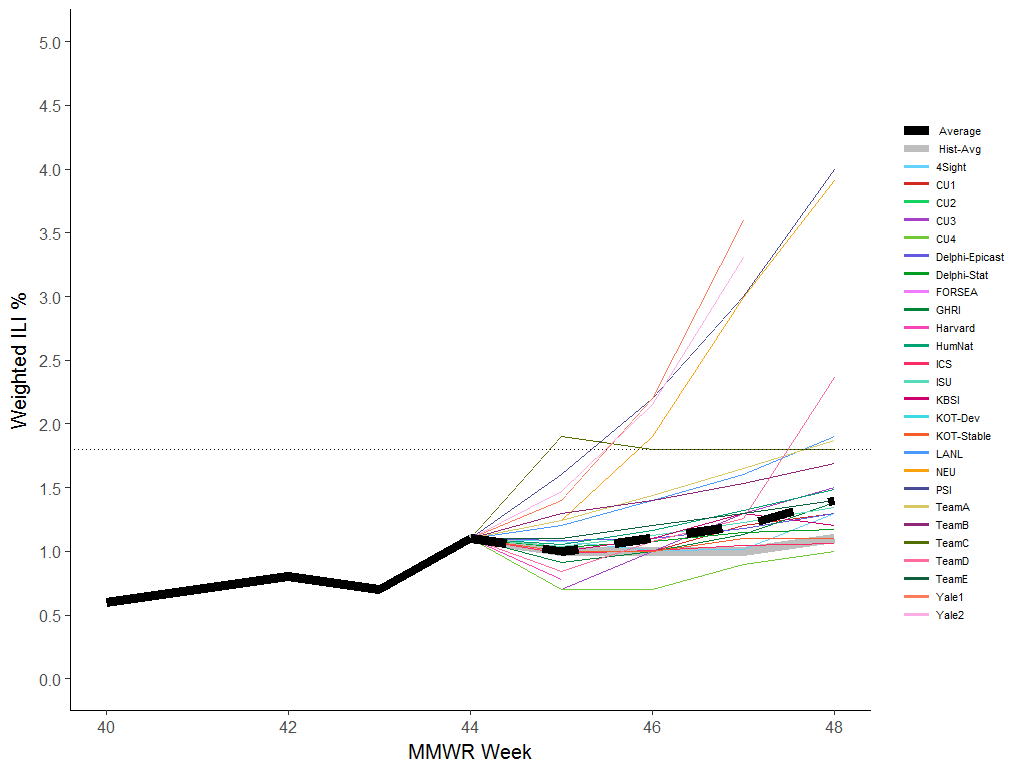 5.0
4.5
4.0
3.5
3.0
2.5
2.0
1.5
1.0
0.5
0.0
Weighted ILI %
40 42 44 46 48
MMWR Week
Average
Hist-Avg
4Sight
CU1
CU2
CU3
CU4
Delphi-Epicast
Delphi-Stat
FORSEA
GHRI
Harvard
HumNat
ICS
ISU
KBSI
KOT-Dev
KOT-Stable
LANL
NEU
PSI
TeamA
TeamB
TeamC
TeamD
TeamE
Yale1
Yale2